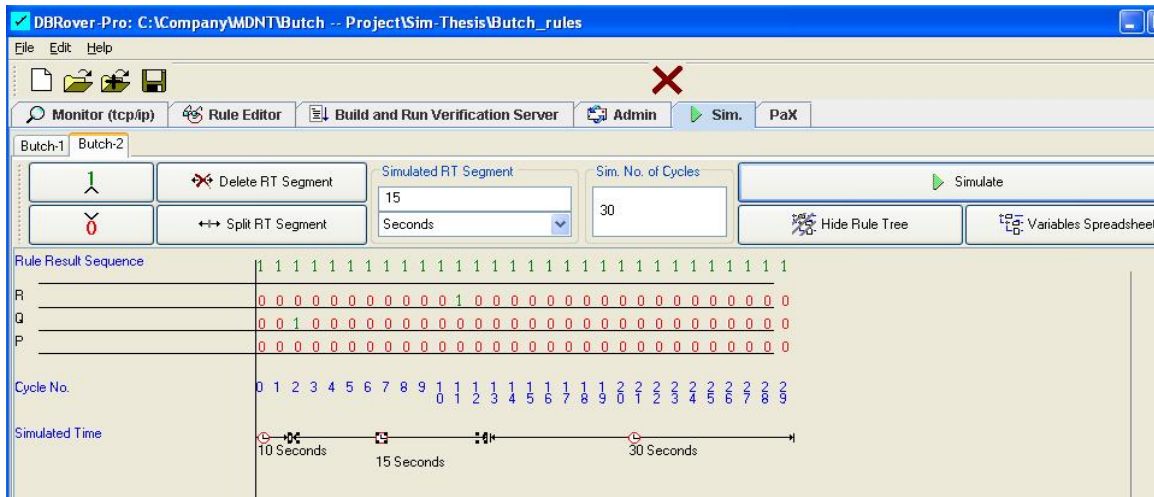 DBRover-Pro: C:\Company\MDNT\Butch -- Project\Sim-Thesis\Butch_rules
File Edit Help
Monitor (tcp/ip) Rule Editor Build and Run Verification Server Admin Sim. PaX
Butch-1 Butch-2
1 Delete RT Segment Simulated RT Segment 15 Sim. No. of Cycles 30 Simulate
0 Split RT Segment Seconds Hide Rule Tree Variables Spreadsheet
Rule Result Sequence 1 1 1 1 1 1 1 1 1 1 1 1 1 1 1 1 1 1 1 1 1 1 1 1 1 1 1 1 1 1
R 0 0 0 0 0 0 0 0 0 0 0 1 0 0 0 0 0 0 0 0 0 0 0 0 0 0 0 0 0 0
Q 0 0 1 0 0 0 0 0 0 0 0 0 0 0 0 0 0 0 0 0 0 0 0 0 0 0 0 0 0 0
P 0 0 0 0 0 0 0 0 0 0 0 0 0 0 0 0 0 0 0 0 0 0 0 0 0 0 0 0 0 0
Cycle No. 0 1 2 3 4 5 6 7 8 9 10 11 12 13 14 15 16 17 18 19 20 21 22 23 24 25 26 27 28 29
Simulated Time
10 Seconds 15 Seconds 30 Seconds